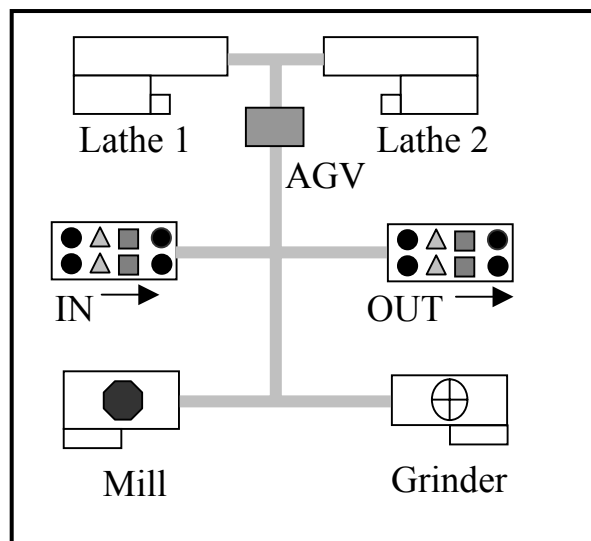 Lathe 1
Lathe 2
AGV
IN
OUT
Mill
Grinder